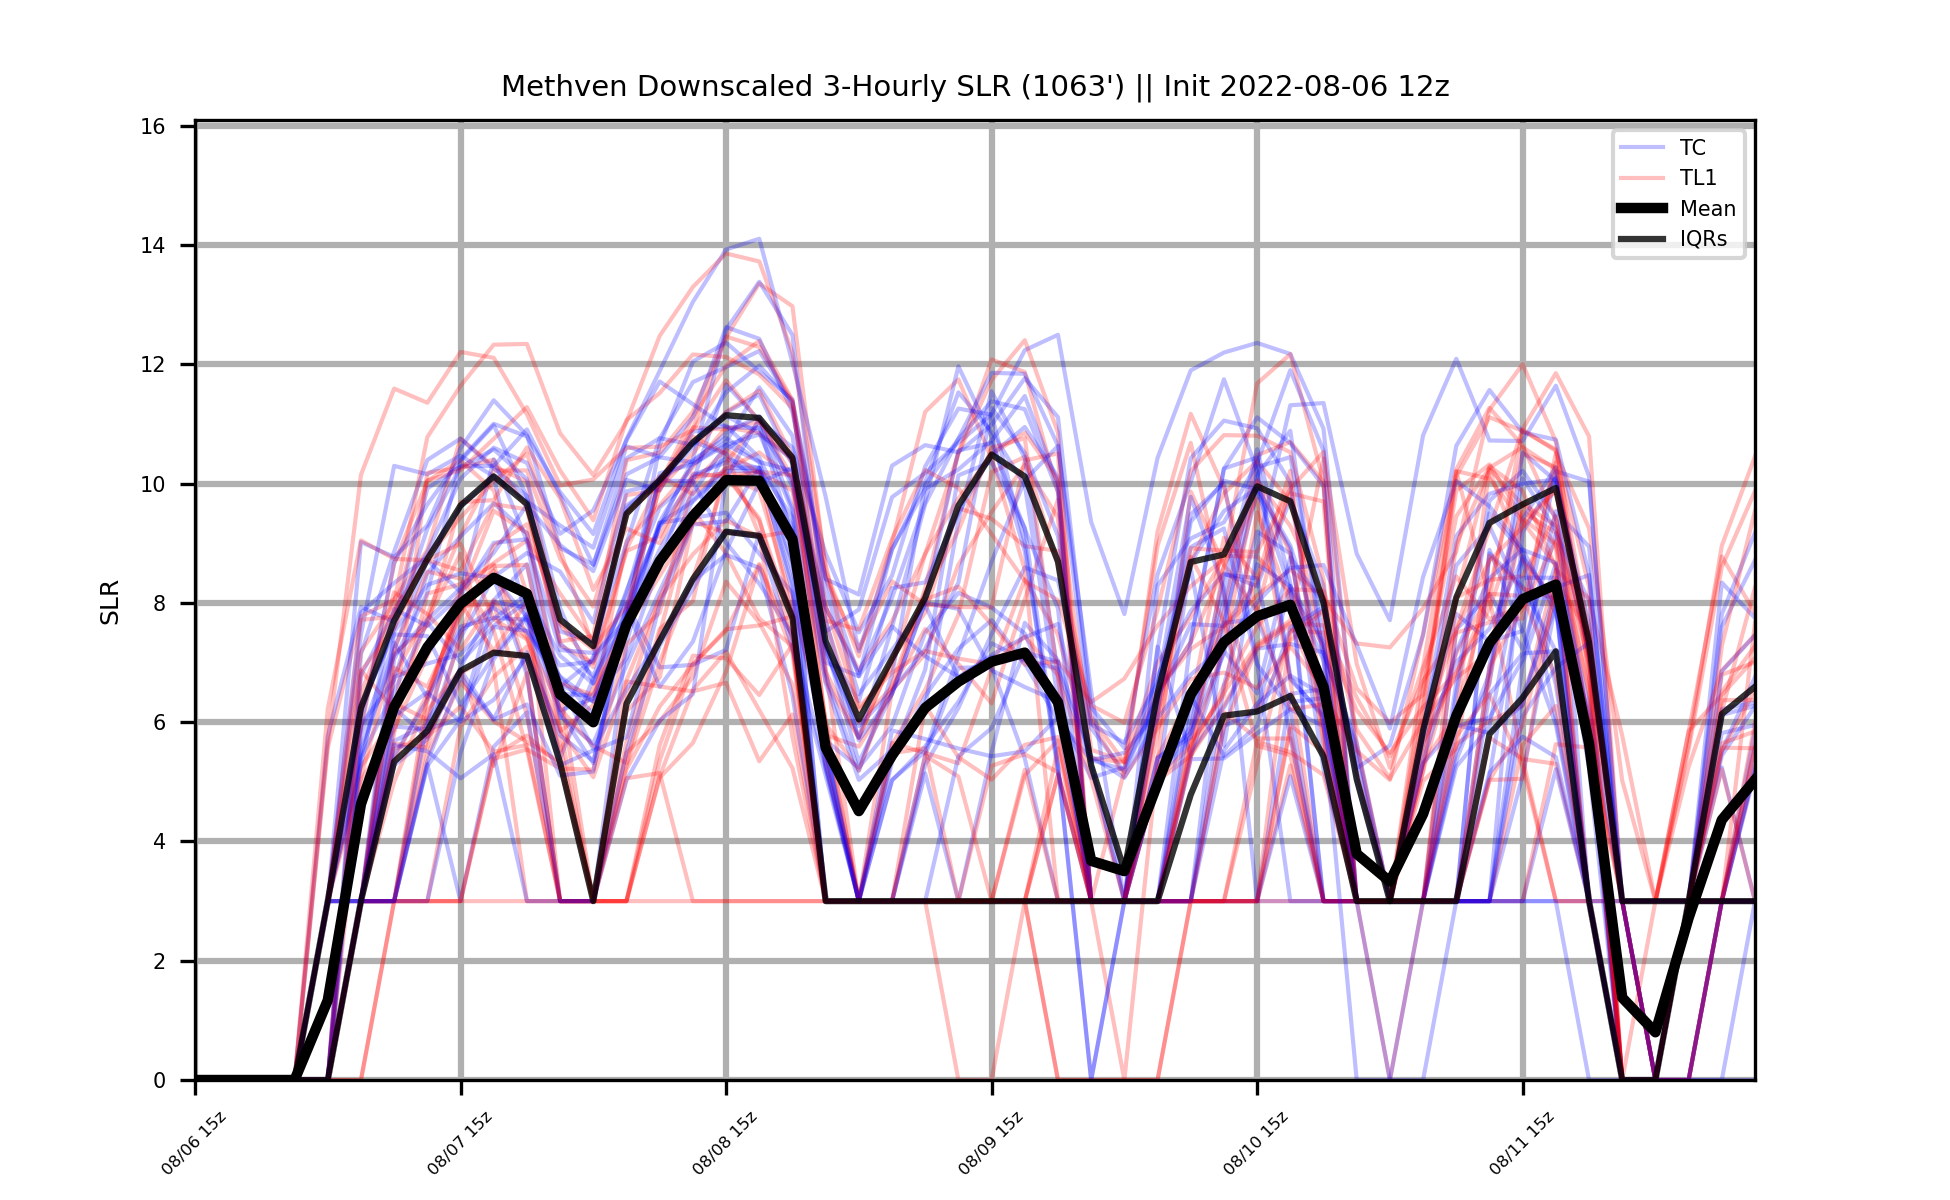 Methven Downscaled 3-Hourly SLR (1063') || Init 2022-08-06 12z
16
14
12
10
8
6
4
2
0
SLR
TC
TL1
Mean
IQRs
08/06 15z
08/07 15z
08/08 15z
08/09 15z
08/10 15z
08/11 15z